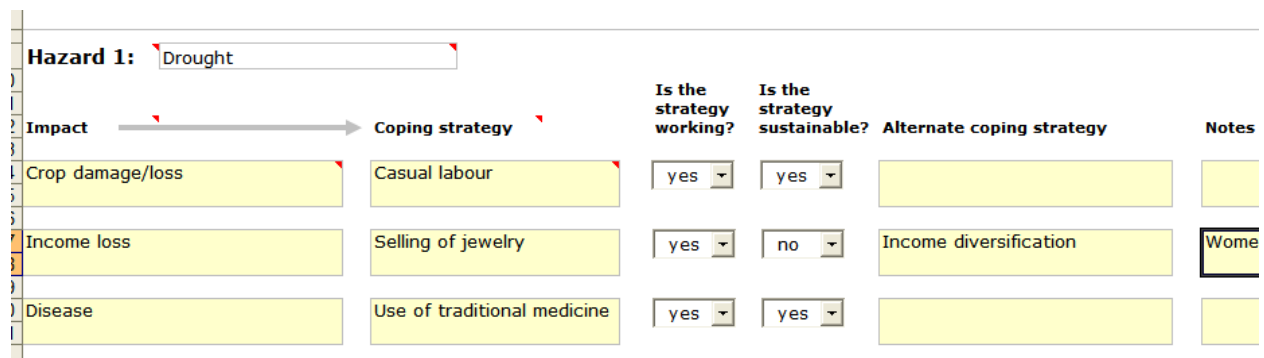 Hazard 1: Drought
Is the Is the
strategy strategy
Impact Coping strategy working? sustainable? Alternate coping strategy Notes
Crop damage/loss Casual labour yes yes
Income loss Selling of jewelry yes no Income diversification Wome
Disease Use of traditional medicine yes yes